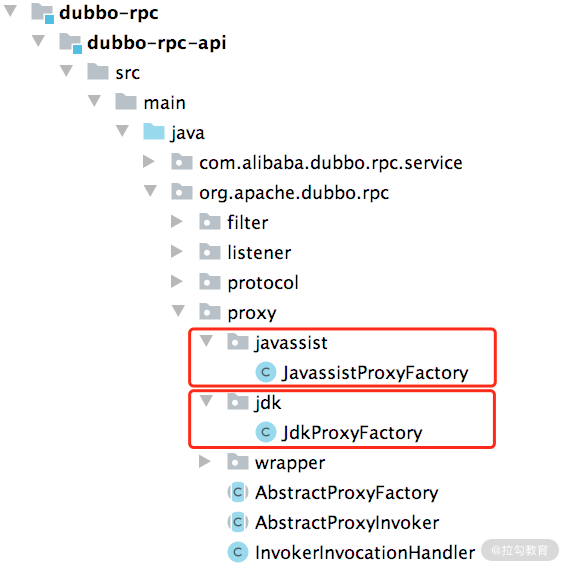 dubbo-rpc
dubbo-rpc-api
src
main
java
com.alibaba.dubbo.rpc.service
org.apache.dubbo.rpc
filter
listener
protocol
proxy
javassist
C JavassistProxyFactory
jdk
C JdkProxyFactory
wrapper
C AbstractProxyFactory
C AbstractProxyInvoker
C InvokerInvocationHandler
@拉勾教育